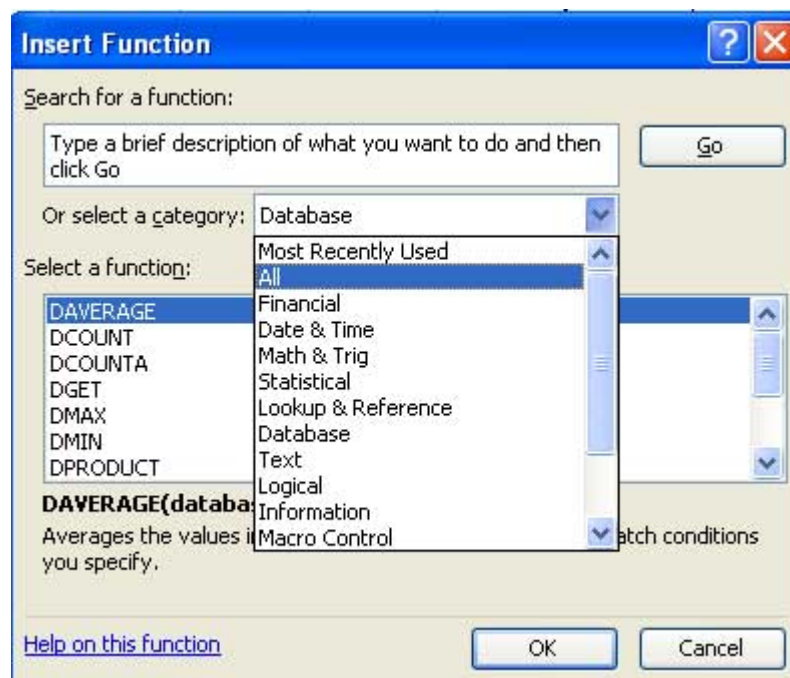 Insert Function
?
Search for a function:
Type a brief description of what you want to do and then
click Go
Go
Or select a category: Database
Most Recently Used
All
Financial
Date & Time
Math & Trig
Statistical
Lookup & Reference
Database
Text
Logical
Information
Macro Control
Select a function:
DAVERAGE
DCOUNT
DCOUNTA
DGET
DMAX
DMIN
DPRODUCT
DAVERAGE(databa
Averages the values i
conditions
you specify.
Help on this function
OK Cancel